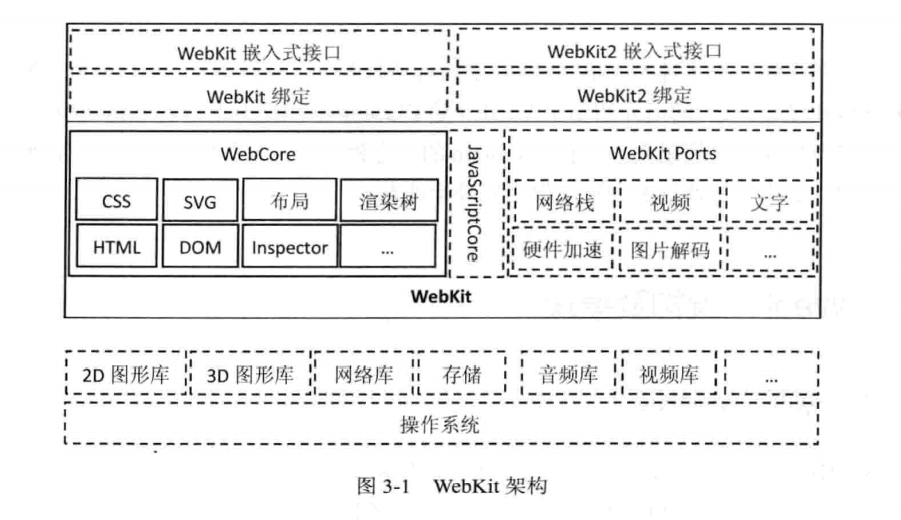 WebKit 嵌入式接口 WebKit2 嵌入式接口
WebKit 绑定 WebKit2 绑定
WebCore
CSS SVG 布局 渲染树
HTML DOM Inspector ...
JavaScriptCore
WebKit Ports
网络栈 视频 文字
硬件加速 图片解码 ...
WebKit
2D 图形库 3D 图形库 网络库 存储 音频库 视频库 ...
操作系统
图 3-1 WebKit 架构